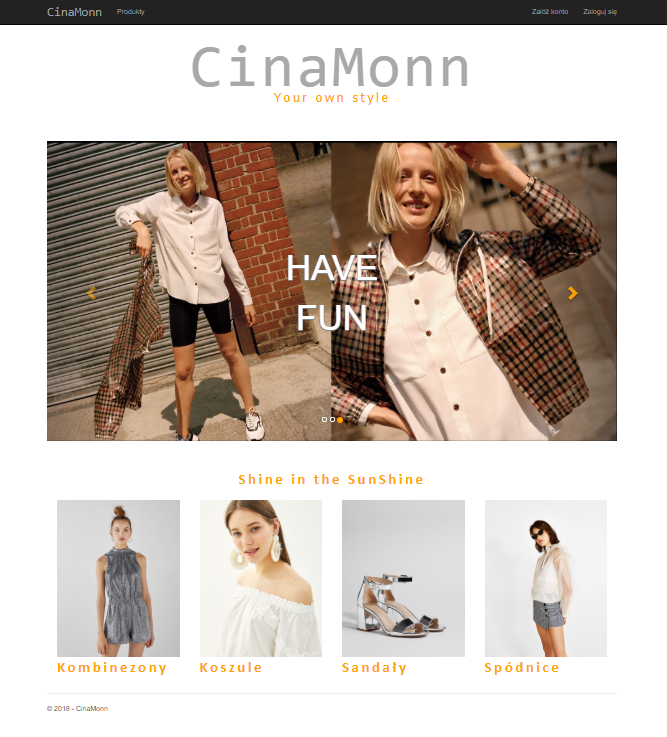 CinaMonn Produkty Załóż konto Zaloguj się
CinaMonn
Your own style
HAVE
FUN
Shine in the SunShine
Kombinezony Koszule Sandały Spódnice
© 2018 - CinaMonn